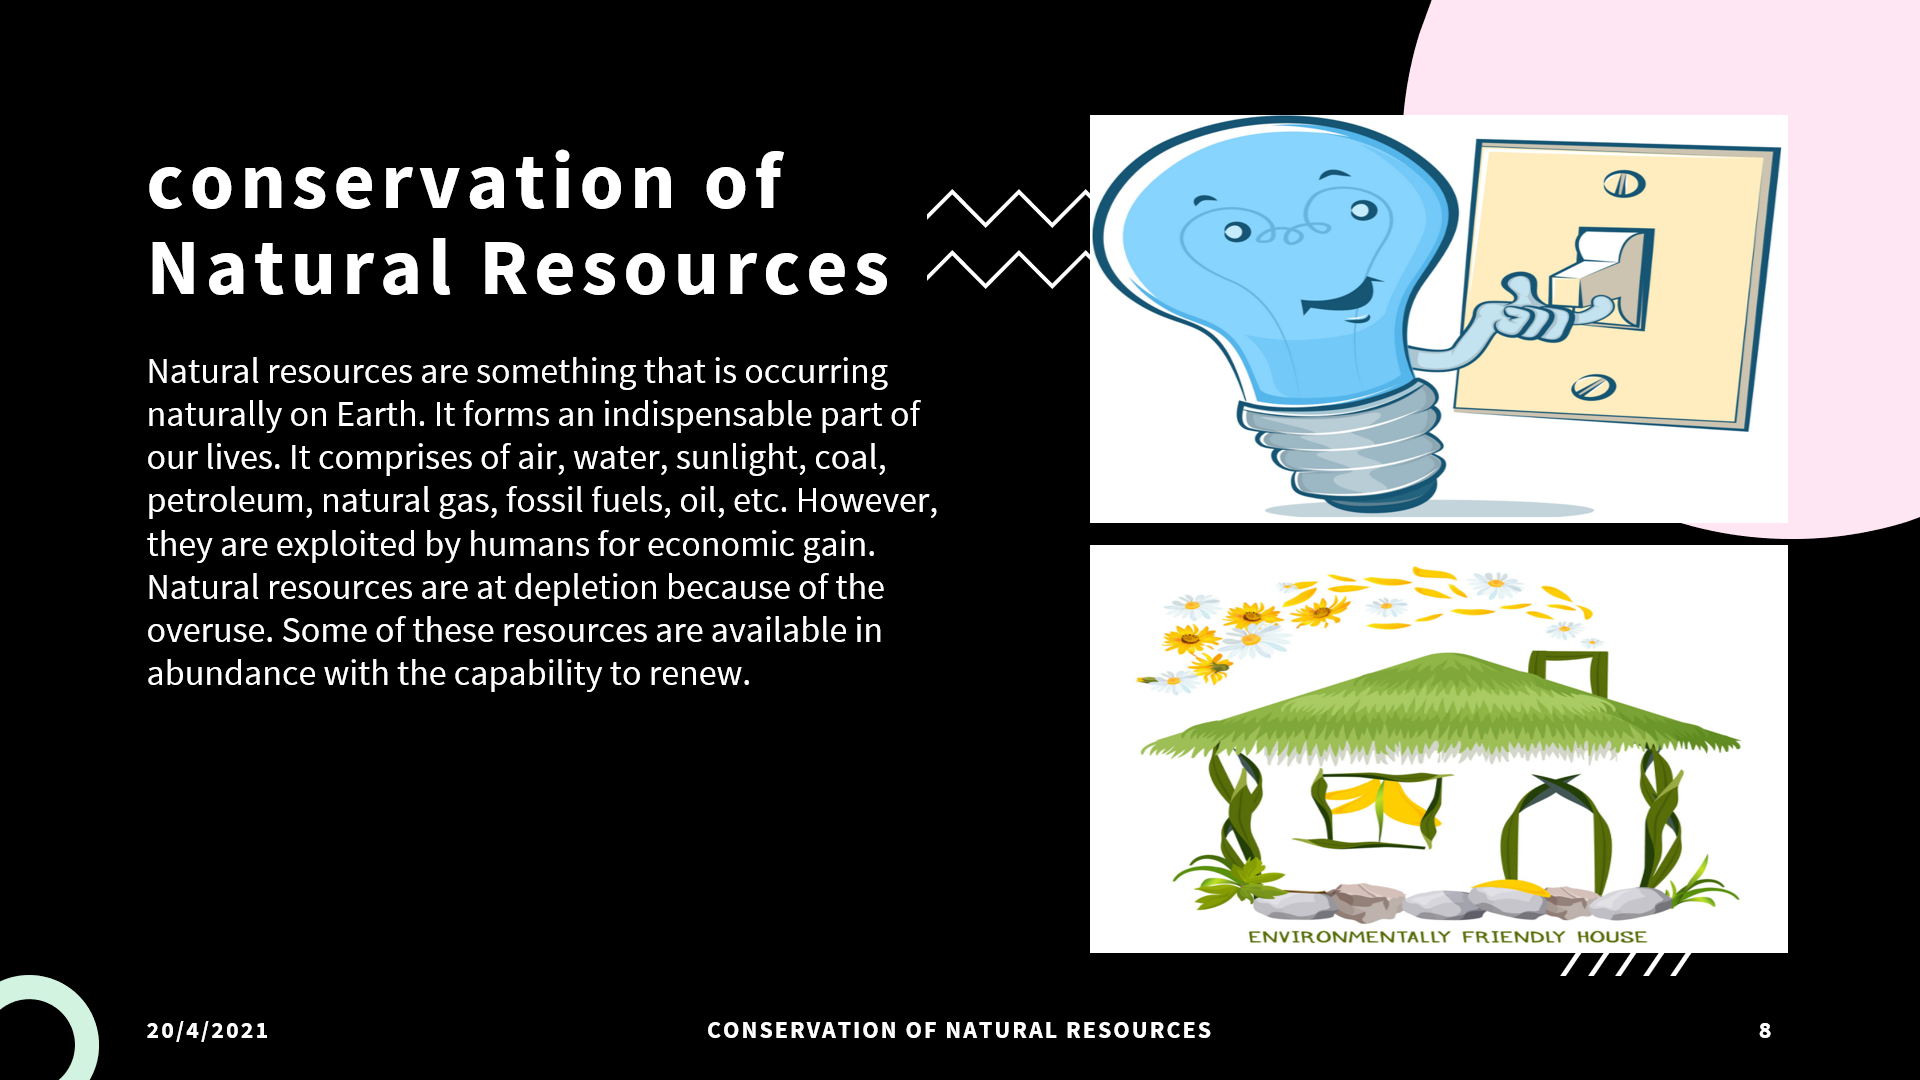 conservation of
Natural Resources
Natural resources are something that is occurring
naturally on Earth. It forms an indispensable part of
our lives. It comprises of air, water, sunlight, coal,
petroleum, natural gas, fossil fuels, oil, etc. However,
they are exploited by humans for economic gain.
Natural resources are at depletion because of the
overuse. Some of these resources are available in
abundance with the capability to renew.
ENVIRONMENTALLY FRIENDLY HOUSE
20/4/2021
CONSERVATION OF NATURAL RESOURCES
8